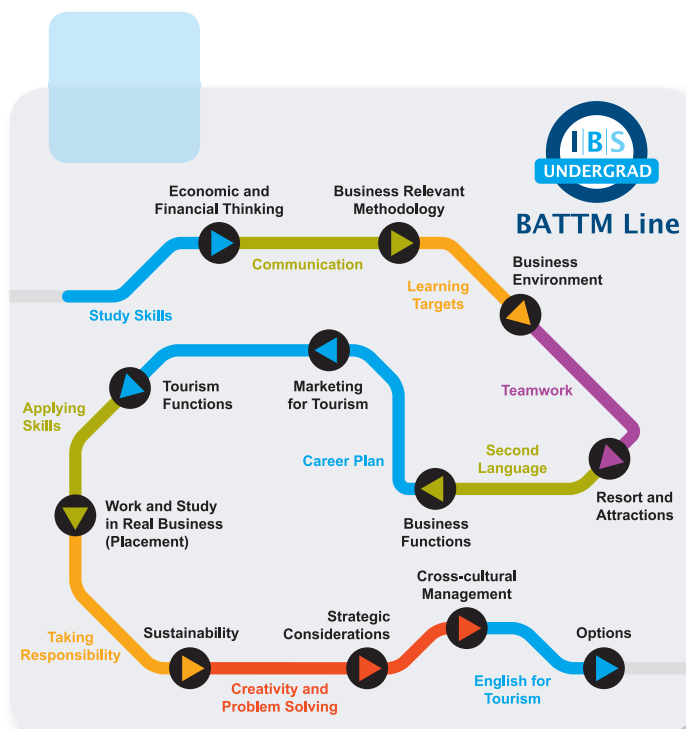 I|B|S
UNDERGRAD
BATTM Line
Economic and
Financial Thinking
Business Relevant
Methodology
Communication
Study Skills
Learning
Targets
Business
Environment
Teamwork
Resort and
Attractions
Second
Language
Business
Functions
Career Plan
Marketing
for Tourism
Tourism
Functions
Applying
Skills
Work and Study
in Real Business
(Placement)
Taking
Responsibility
Sustainability
Creativity and
Problem Solving
Strategic
Considerations
Cross-cultural
Management
English for
Tourism
Options